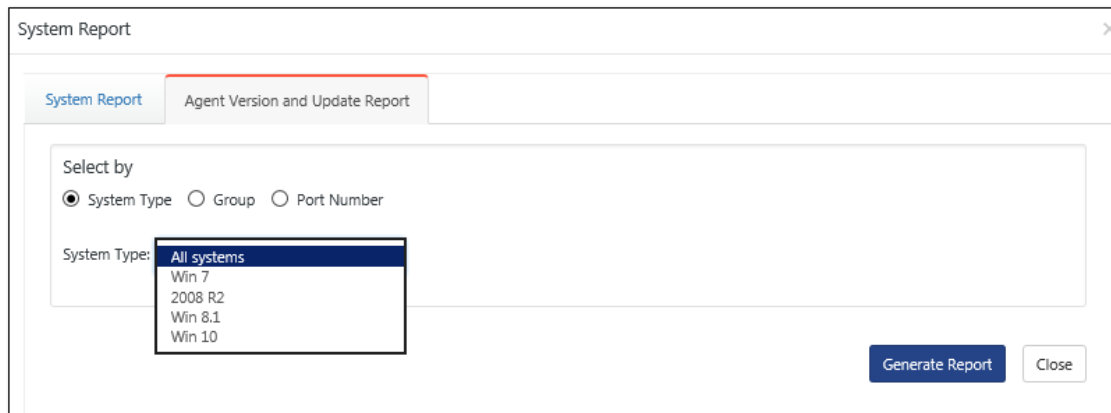 System Report
System Report Agent Version and Update Report
Select by
System Type Group Port Number
System Type: All systems
Win 7
2008 R2
Win 8.1
Win 10
Generate Report Close